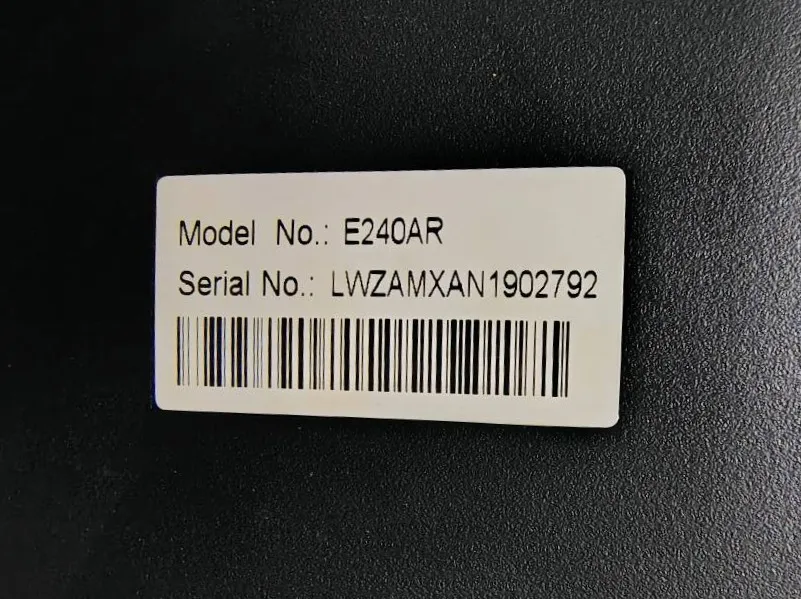 Model No.: E240AR
Serial No.: LWZAMXAN1902792